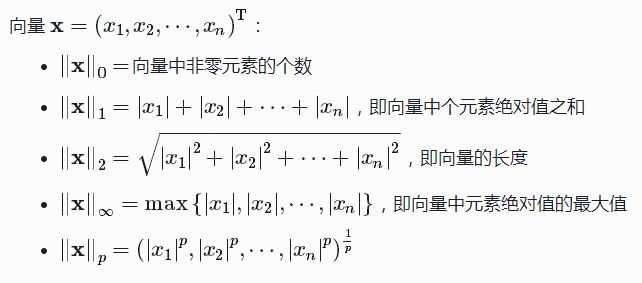 向量 x = (x₁, x₂, ⋯, xₙ)ᵀ：
• ||x||₀ =向量中非零元素的个数
• ||x||₁ = |x₁| + |x₂| + ⋯ + |xₙ|，即向量中个元素绝对值之和
• ||x||₂ = √(|x₁|² + |x₂|² + ⋯ + |xₙ|²)，即向量的长度
• ||x||∞ = max {|x₁|, |x₂|, ⋯, |xₙ|}，即向量中元素绝对值的最大值
• ||x||ₚ = (|x₁|ᵖ, |x₂|ᵖ, ⋯, |xₙ|ᵖ)^(1/p)